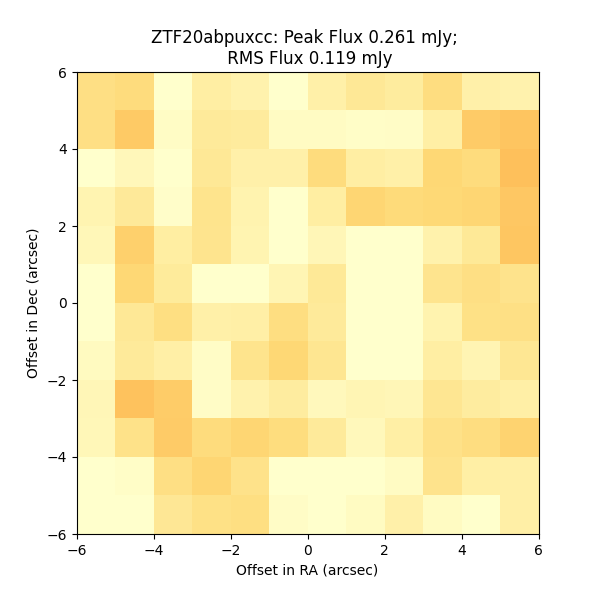 ZTF20abpuxcc: Peak Flux 0.261 mJy;
RMS Flux 0.119 mJy
6
4
2
0
−2
−4
−6
Offset in Dec (arcsec)
−6 −4 −2 0 2 4 6
Offset in RA (arcsec)